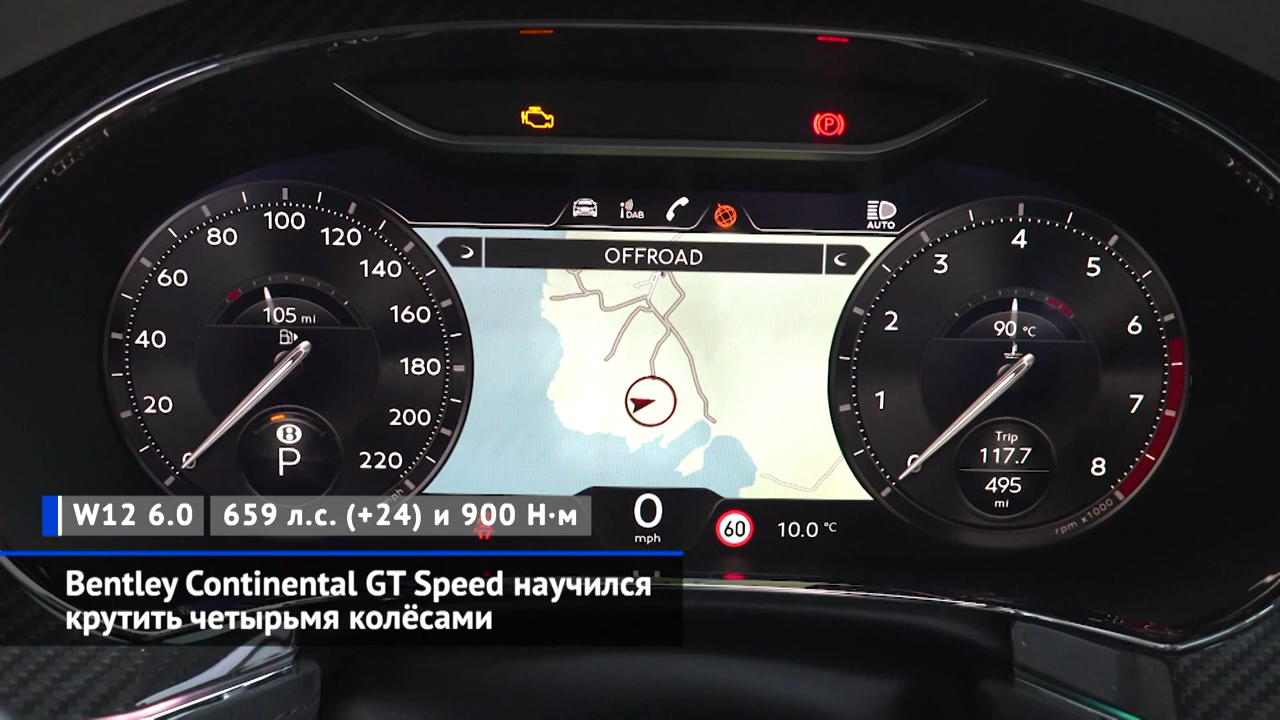 DAB
AUTO
OFFROAD
0
20
40
60
80
100
120
140
160
180
200
220
mph
105 mi
B
P
1
2
3
4
5
6
7
8
rpm x1000
90 °C
Trip
117.7
495
mi
P
0
mph
60
10.0 °C
W12 6.0 659 л.с. (+24) и 900 Н·м
Bentley Continental GT Speed научился
крутить четырьмя колёсами